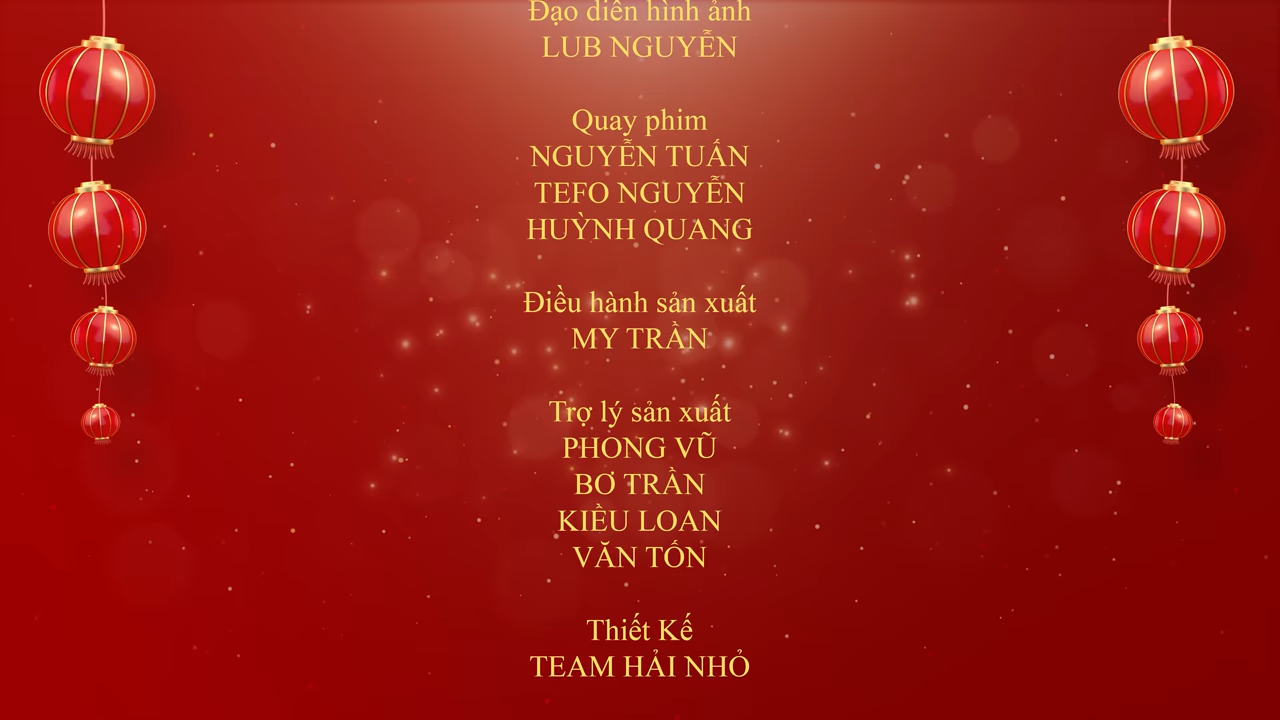 Đạo diễn hình ảnh
LUB NGUYỄN
Quay phim
NGUYỄN TUẤN
TEFO NGUYỄN
HUỲNH QUANG
Điều hành sản xuất
MY TRẦN
Trợ lý sản xuất
PHONG VŨ
BƠ TRẦN
KIỀU LOAN
VĂN TỐN
Thiết Kế
TEAM HẢI NHỎ